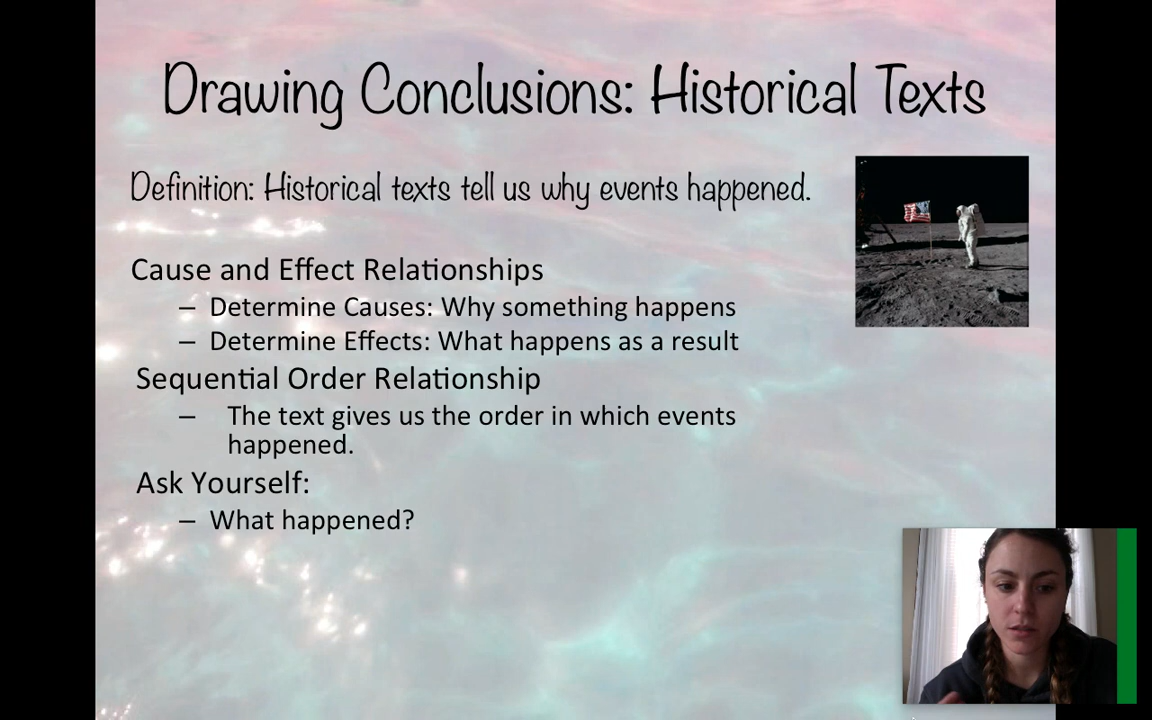 Drawing Conclusions: Historical Texts
Definition: Historical texts tell us why events happened.
Cause and Effect Relationships
– Determine Causes: Why something happens
– Determine Effects: What happens as a result
Sequential Order Relationship
– The text gives us the order in which events
happened.
Ask Yourself:
– What happened?